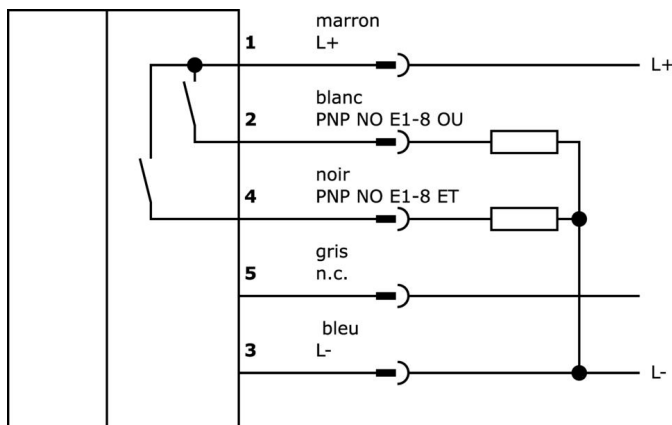 marron
1 L+
L+
blanc
2 PNP NO E1-8 OU
noir
4 PNP NO E1-8 ET
gris
5 n.c.
bleu
3 L-
L-